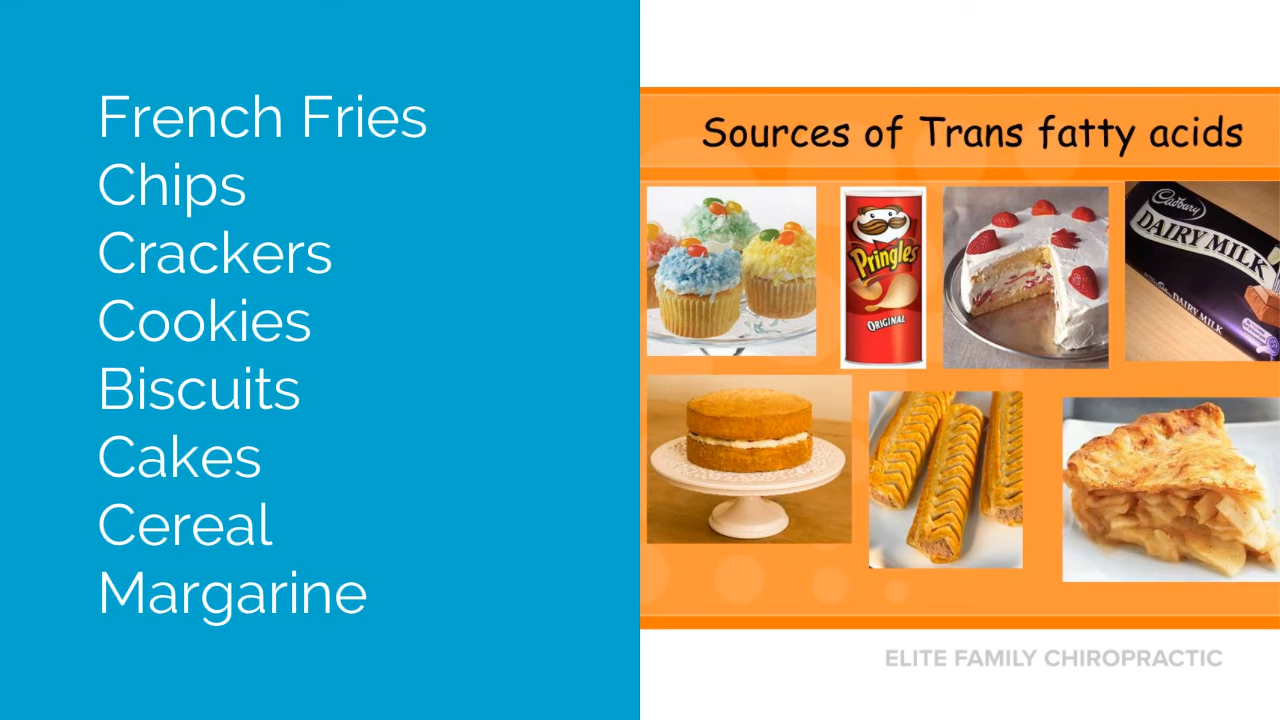 French Fries
Chips
Crackers
Cookies
Biscuits
Cakes
Cereal
Margarine
Sources of Trans fatty acids
Pringles
ORIGINAL
Cadbury
DAIRY MILK
DAIRY MILK
ELITE FAMILY CHIROPRACTIC